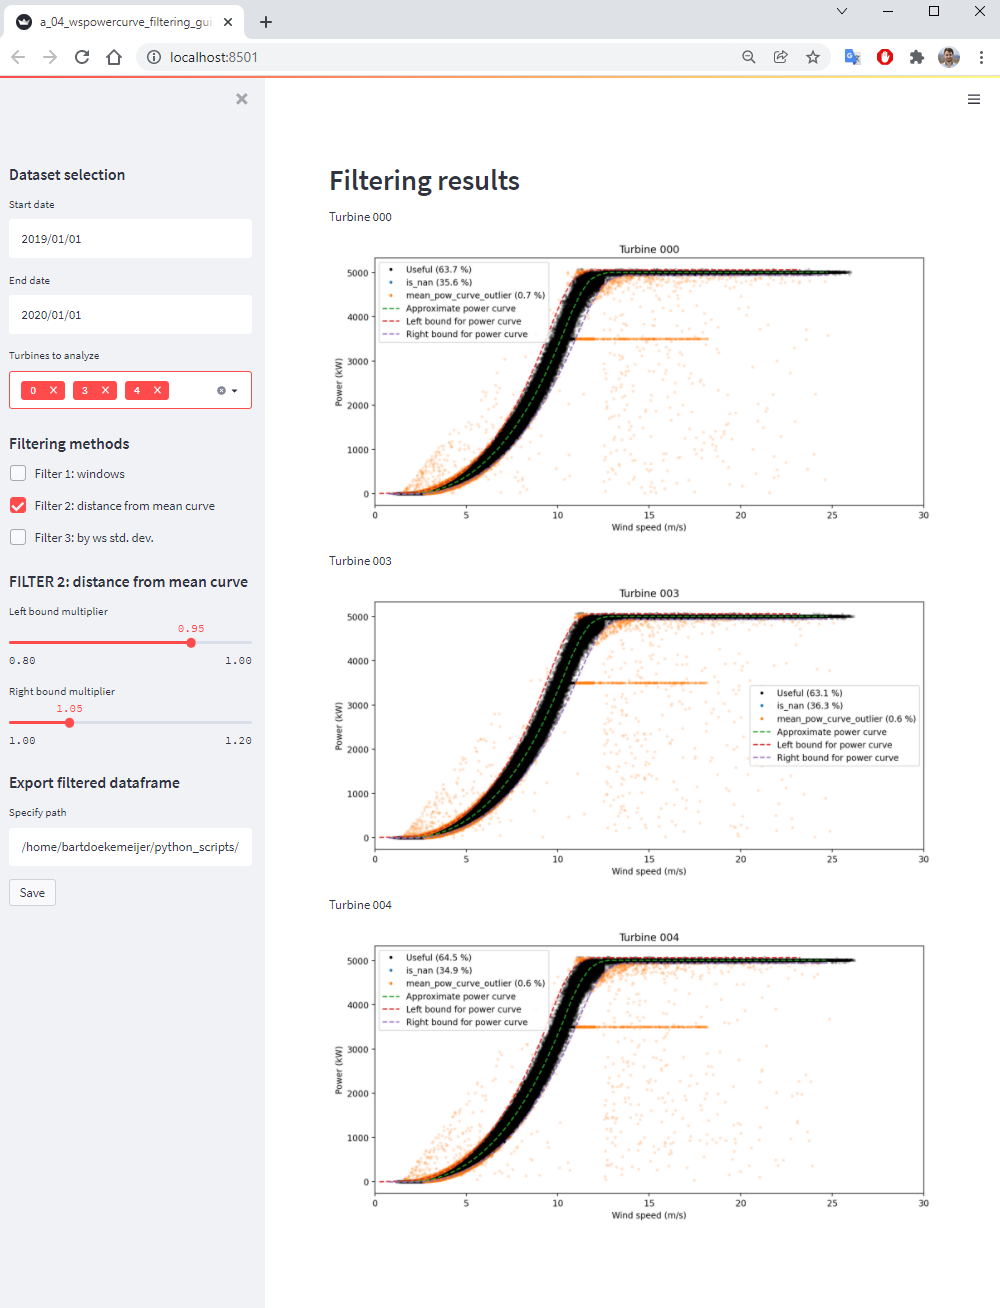 a_04_wspowercurve_filtering_gui
localhost:8501
Dataset selection
Start date
2019/01/01
End date
2020/01/01
Turbines to analyze
0 3 4
Filtering methods
Filter 1: windows
Filter 2: distance from mean curve
Filter 3: by ws std. dev.
FILTER 2: distance from mean curve
Left bound multiplier
0.95
0.80 1.00
Right bound multiplier
1.05
1.00 1.20
Export filtered dataframe
Specify path
/home/bartdoekemeijer/python_scripts/
Save
Filtering results
Turbine 000
Turbine 000
Useful (63.7 %)
is_nan (35.6 %)
mean_pow_curve_outlier (0.7 %)
Approximate power curve
Left bound for power curve
Right bound for power curve
Power (kW)
5000
4000
3000
2000
1000
0
0 5 10 15 20 25 30
Wind speed (m/s)
Turbine 003
Turbine 003
Useful (63.1 %)
is_nan (36.3 %)
mean_pow_curve_outlier (0.6 %)
Approximate power curve
Left bound for power curve
Right bound for power curve
Power (kW)
5000
4000
3000
2000
1000
0
0 5 10 15 20 25 30
Wind speed (m/s)
Turbine 004
Turbine 004
Useful (64.5 %)
is_nan (34.9 %)
mean_pow_curve_outlier (0.6 %)
Approximate power curve
Left bound for power curve
Right bound for power curve
Power (kW)
5000
4000
3000
2000
1000
0
0 5 10 15 20 25 30
Wind speed (m/s)